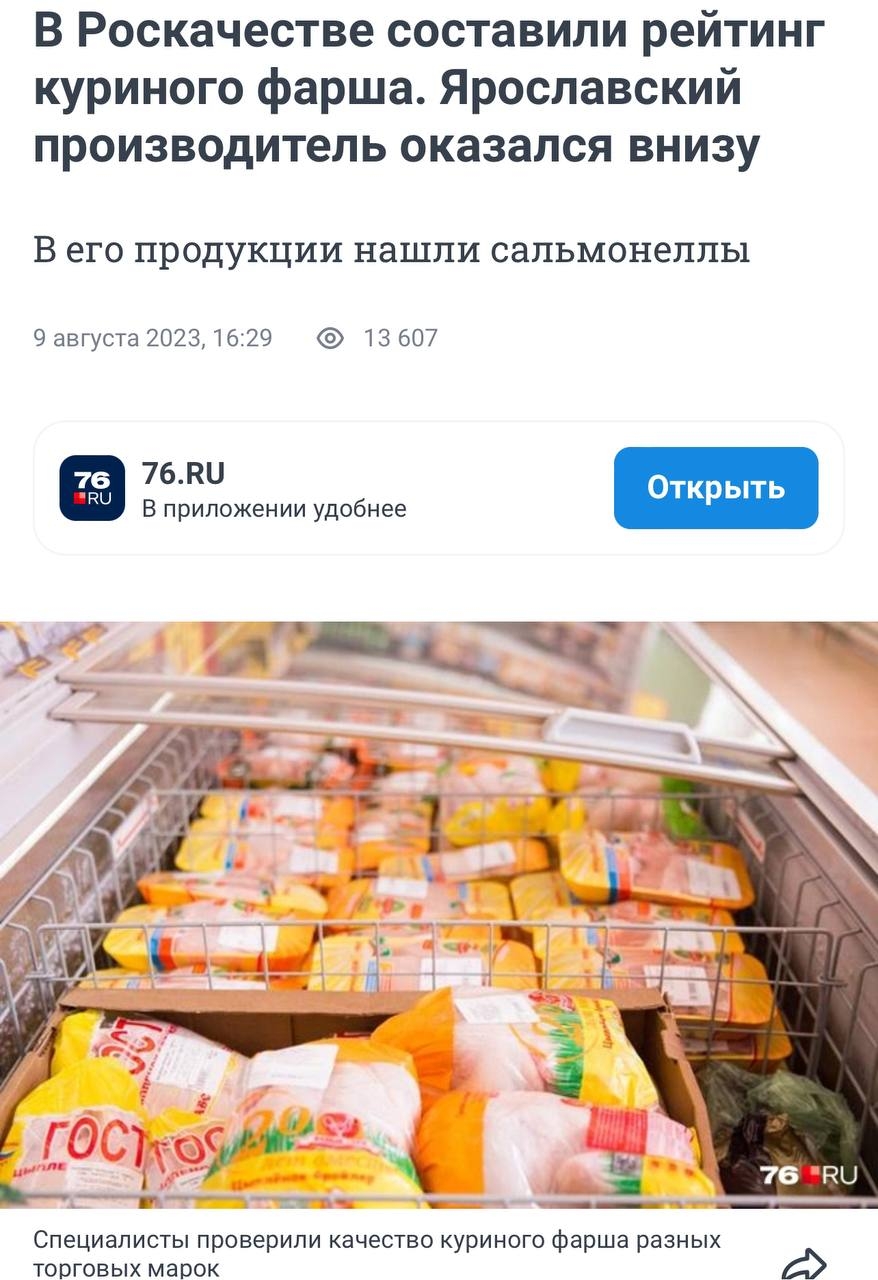 В Роскачестве составили рейтинг
куриного фарша. Ярославский
производитель оказался внизу
В его продукции нашли сальмонеллы
9 августа 2023, 16:29 13 607
76
RU
76.RU
В приложении удобнее
Открыть
ГОСТ
ГОСТ
76 RU
Специалисты проверили качество куриного фарша разных
торговых марок